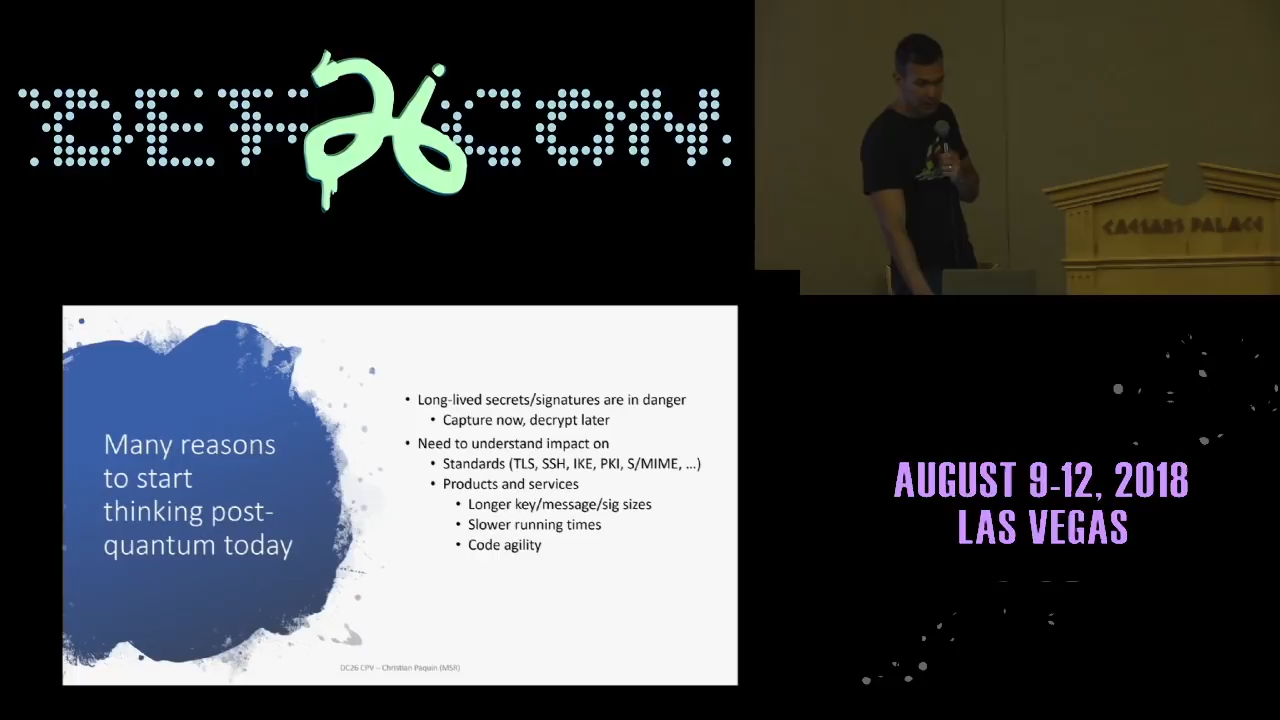 DEF 26 CON
CAESARS PALACE
Many reasons
to start
thinking post-
quantum today
• Long-lived secrets/signatures are in danger
• Capture now, decrypt later
• Need to understand impact on
• Standards (TLS, SSH, IKE, PKI, S/MIME, ...)
• Products and services
• Longer key/message/sig sizes
• Slower running times
• Code agility
DC26 CPV – Christian Paquin (MSR)
AUGUST 9-12, 2018
LAS VEGAS